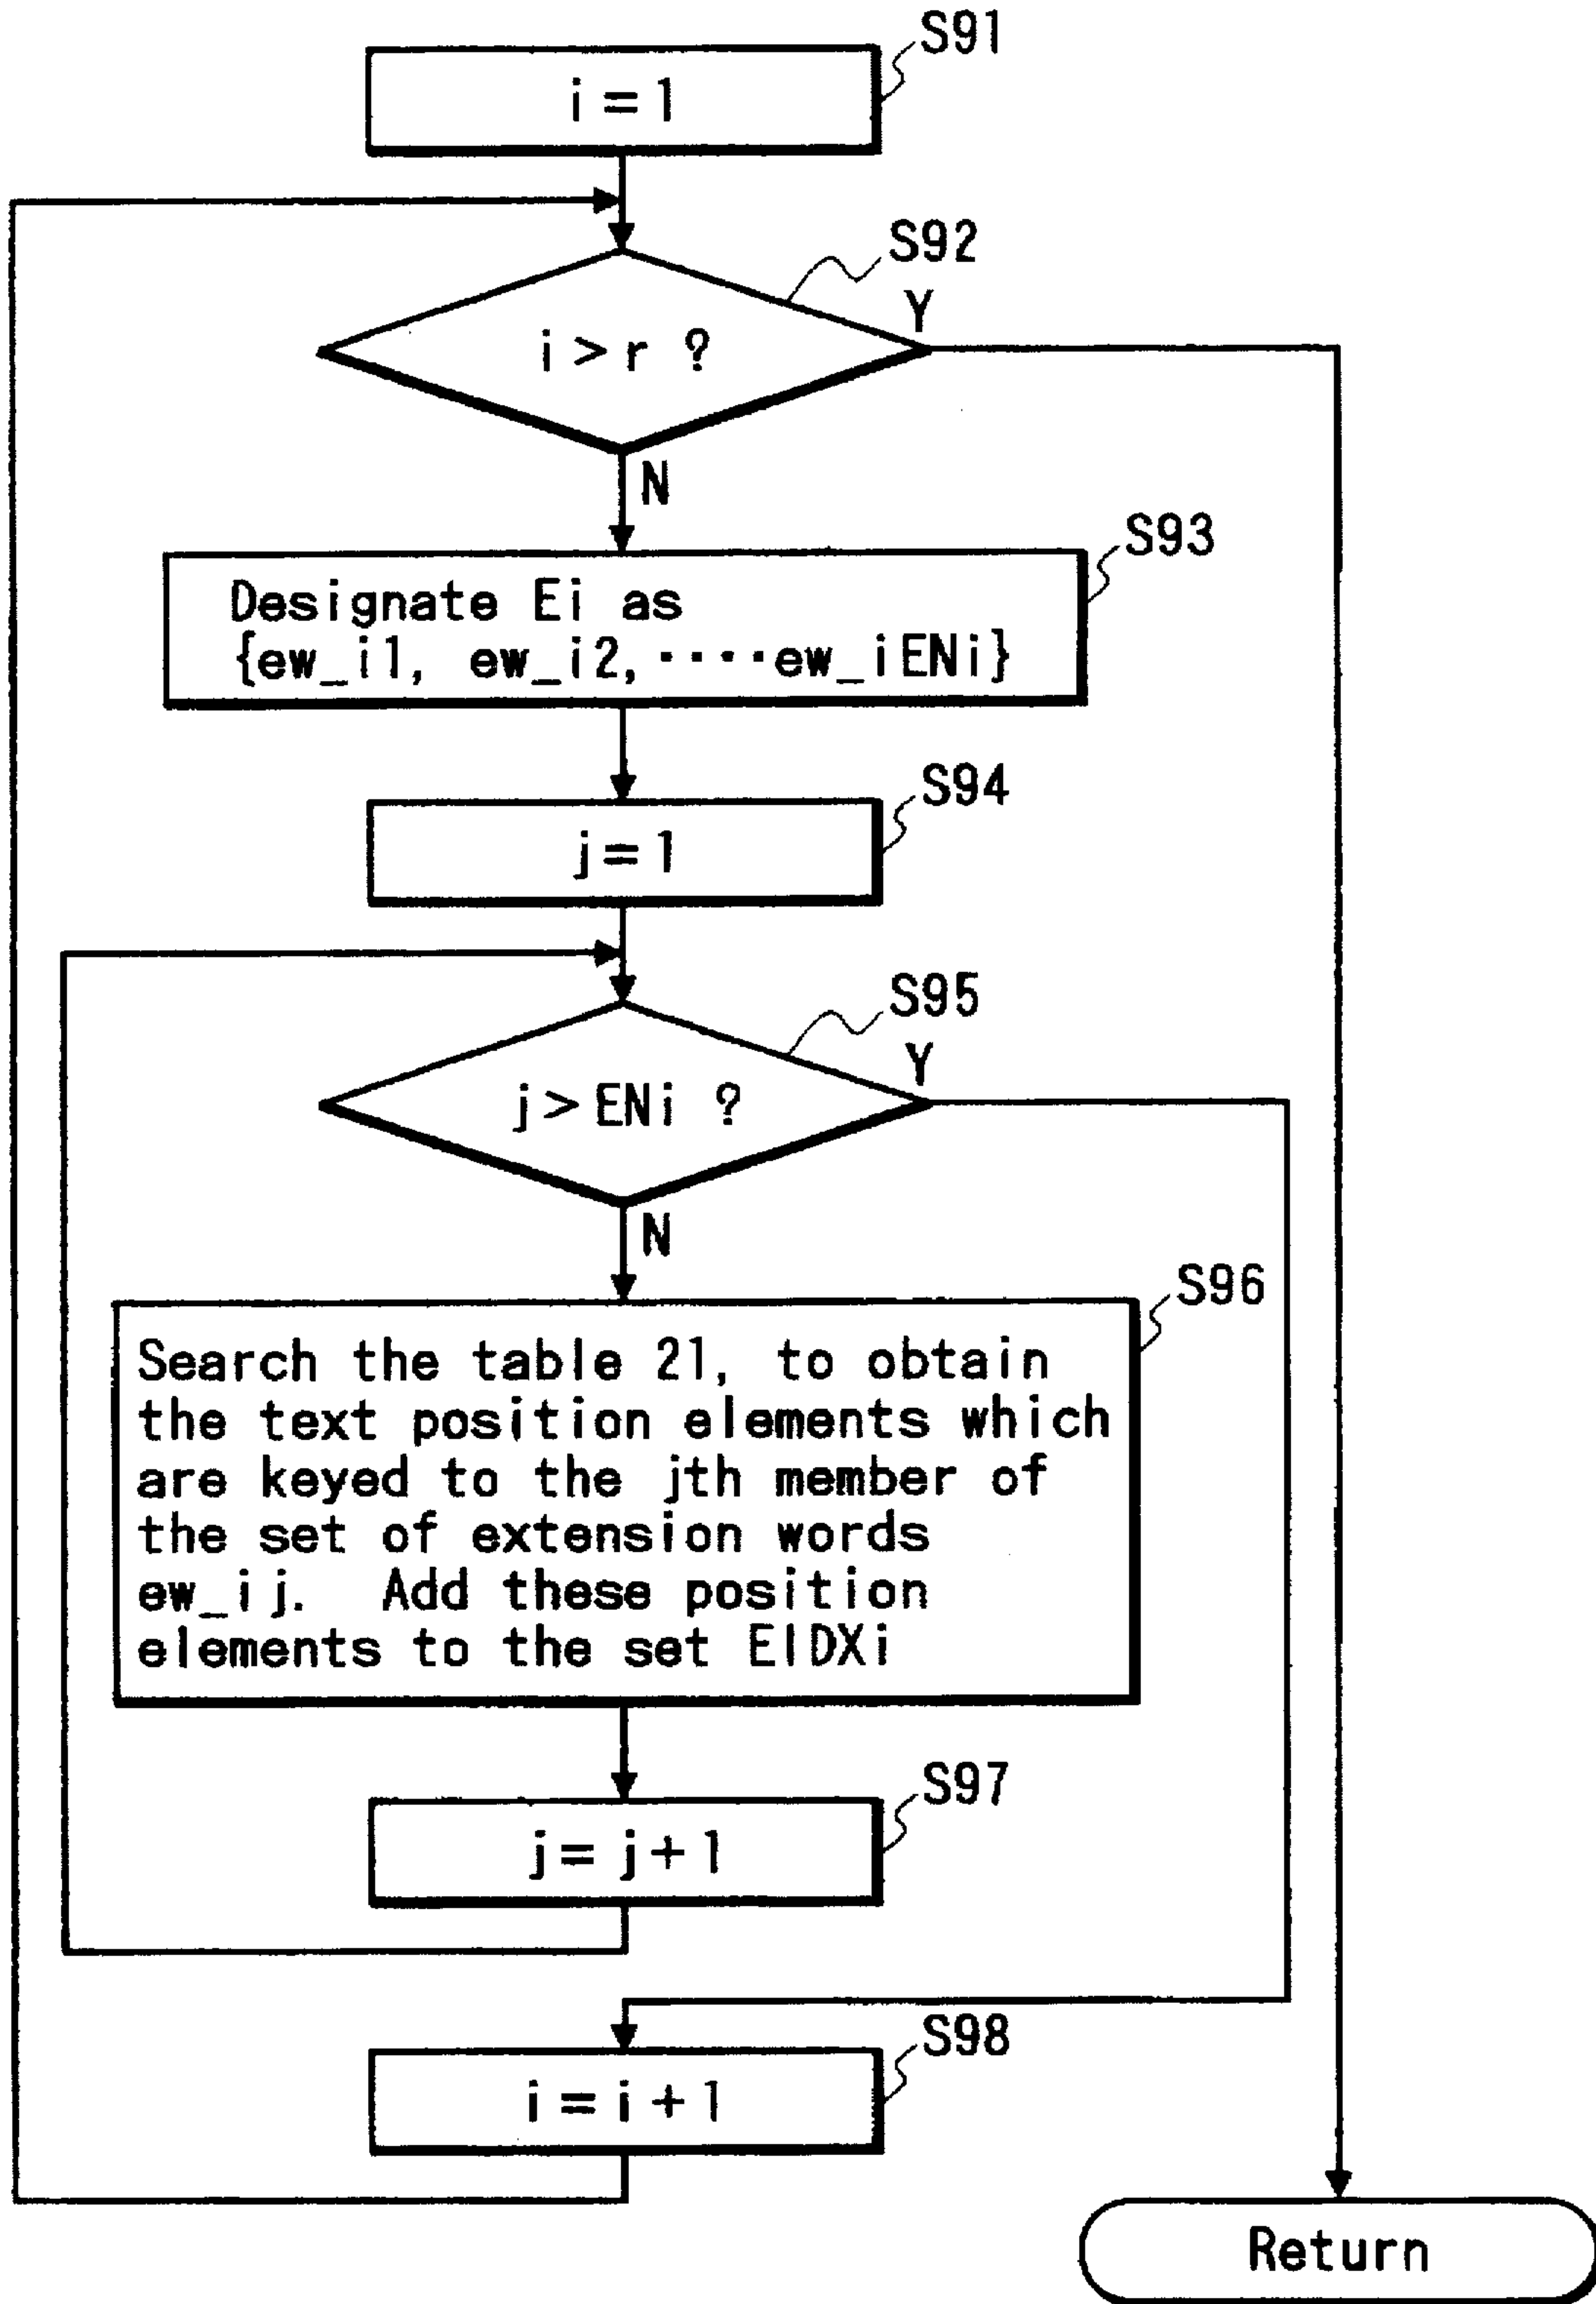 S91
i = 1
S92
i > r ?
Y
N
S93
Designate Ei as
{ew_i1, ew_i2, ····ew_iENi}
S94
j = 1
S95
j > ENi ?
Y
N
S96
Search the table 21, to obtain
the text position elements which
are keyed to the jth member of
the set of extension words
ew_ij. Add these position
elements to the set EIDXi
S97
j = j + 1
S98
i = i + 1
Return